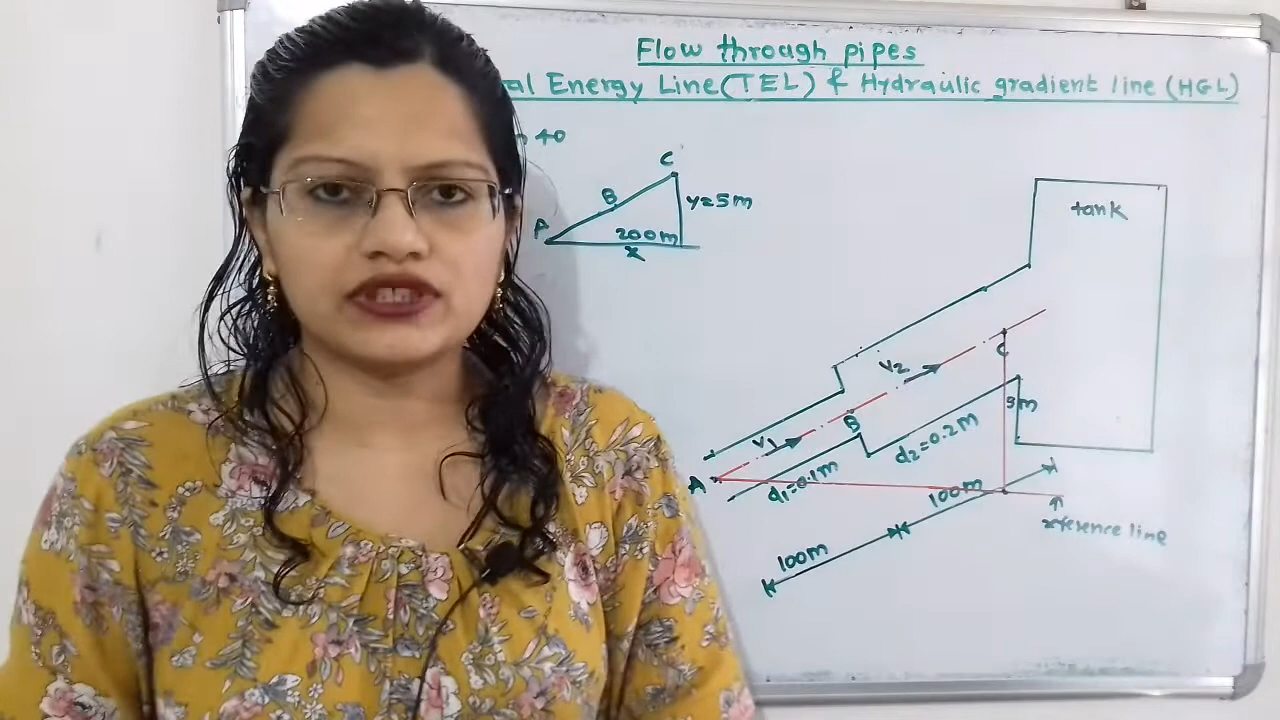 Flow through pipes
al Energy Line (TEL) & Hydraulic gradient line (HGL)
40
C
B
y=5m
A
200m
x
tank
C
V2
B
5m
V1
d2=0.2m
A
d1=0.1m
100m
reference line
100m